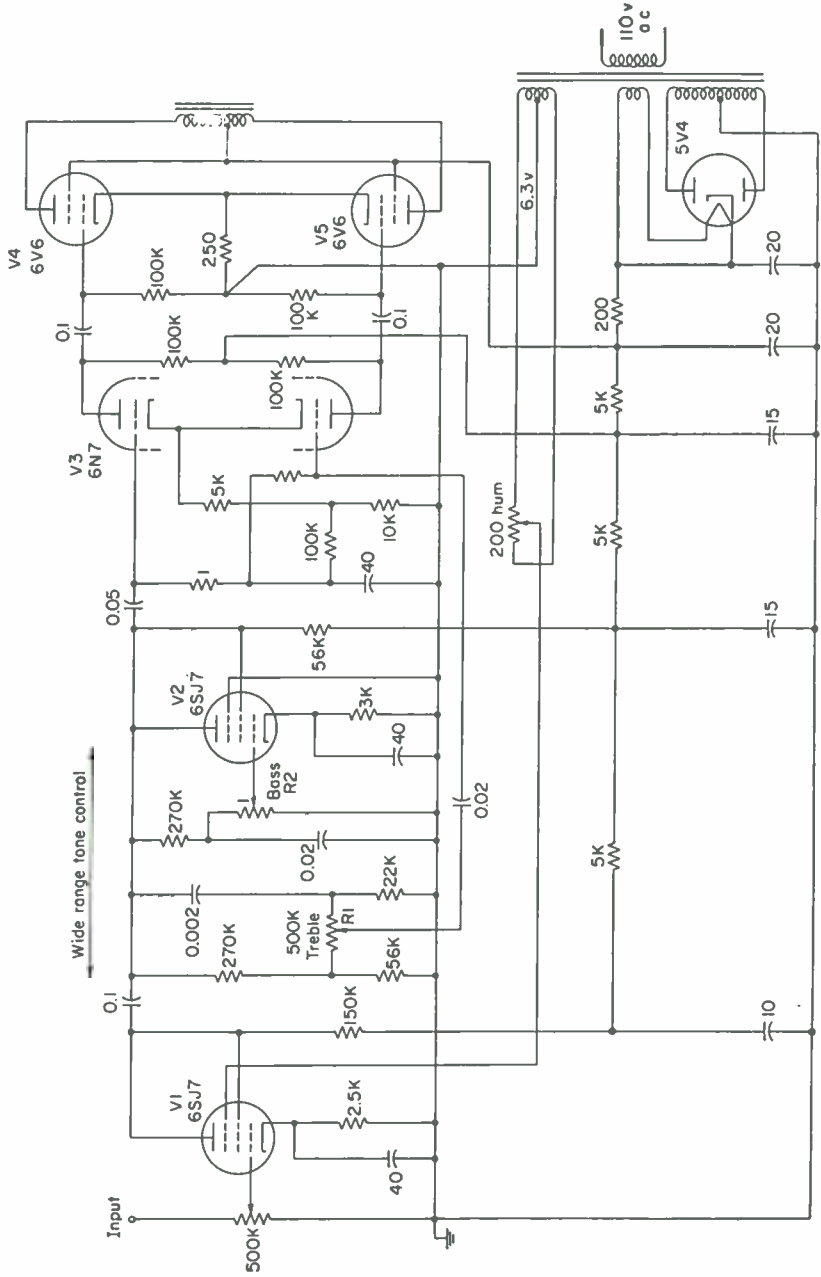 Wide range tone control
Input
500K
V1
6SJ7
40
2.5K
0.1
150K
10
270K
56K
500K
Treble
R1
0.002
22K
270K
0.02
1
Bass
R2
V2
6SJ7
40
3K
56K
0.02
5K
15
0.05
1
100K
40
5K
10K
V3
6N7
100K
100K
0.1
0.1
100K
100
K
250
V4
6V6
V5
6V6
200 hum
6.3v
5K
15
5K
20
200
20
5V4
110v
ac